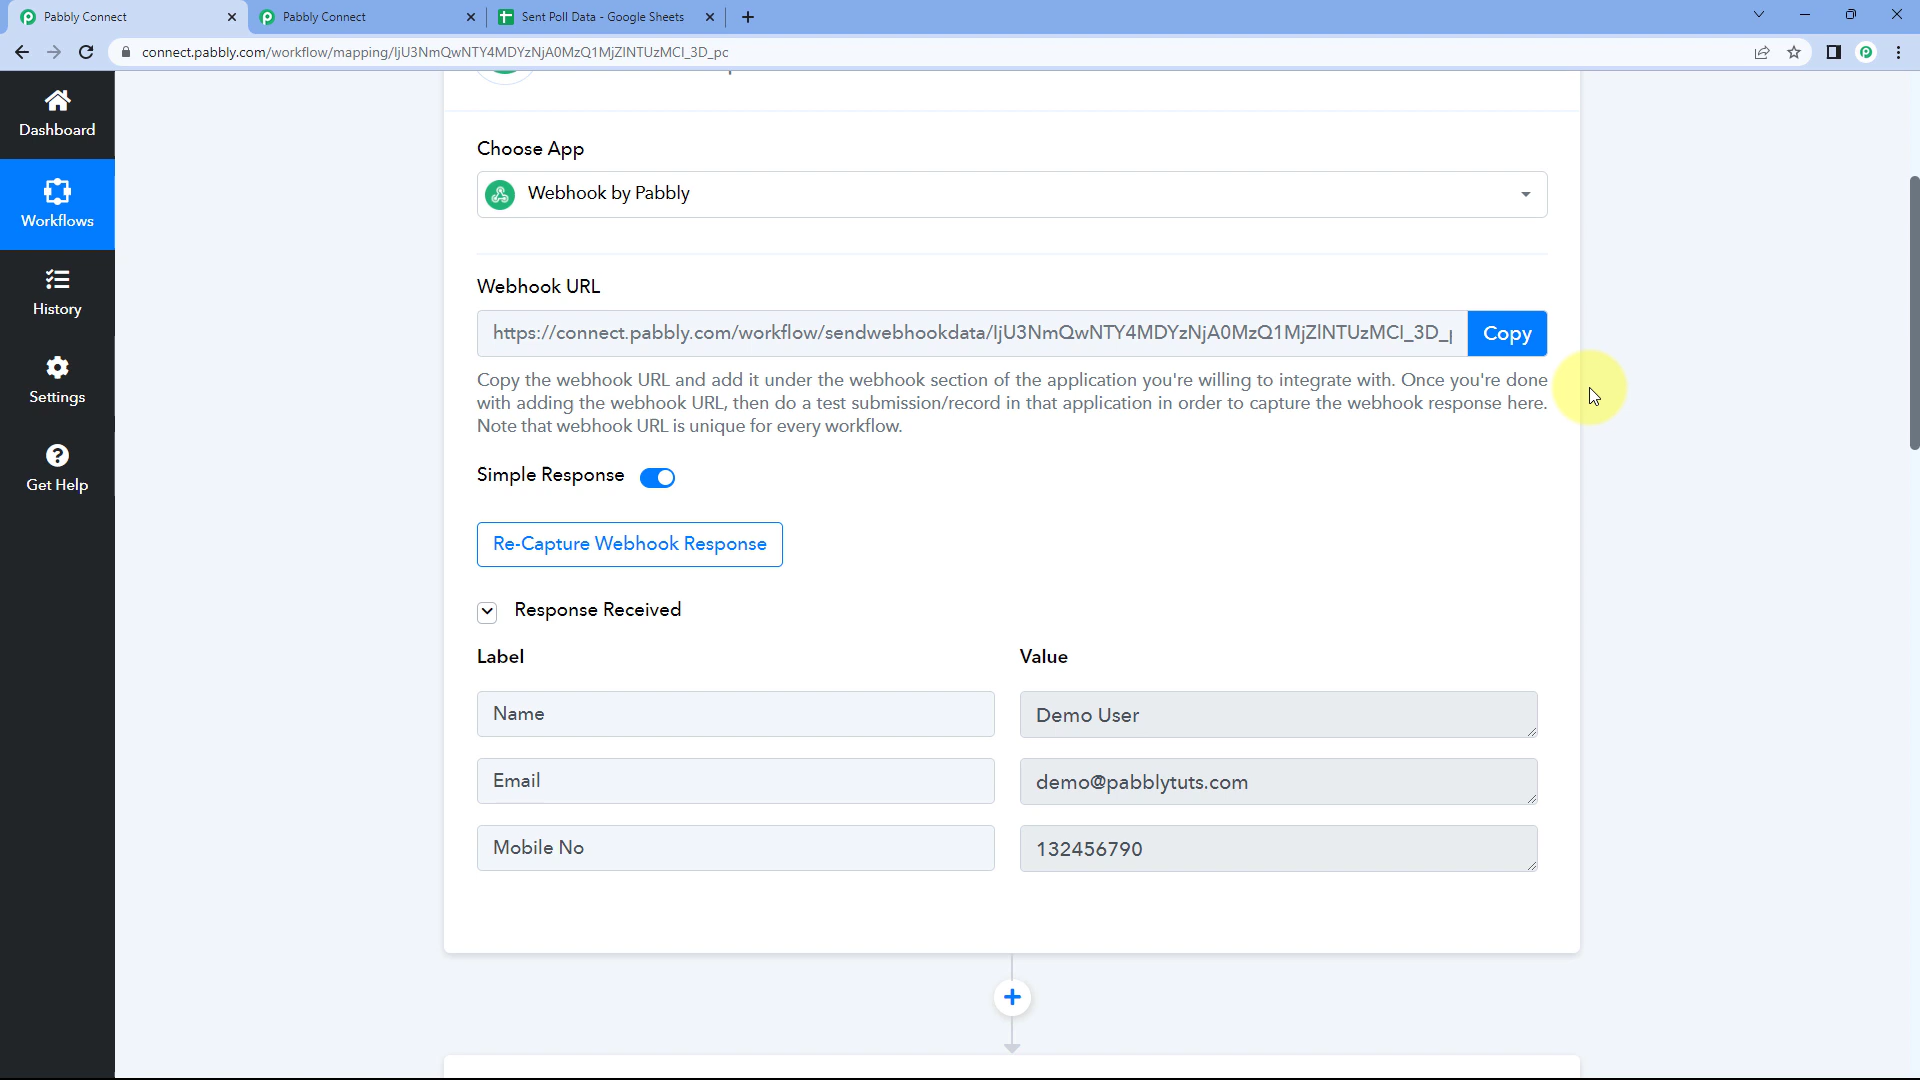 Pabbly Connect
Pabbly Connect
Sent Poll Data - Google Sheets
connect.pabbly.com/workflow/mapping/IjU3NmQwNTY4MDYzNjA0MzQ1MjZlNTUzMCI_3D_pc
Dashboard
Workflows
History
Settings
Get Help
Choose App
Webhook by Pabbly
Webhook URL
https://connect.pabbly.com/workflow/sendwebhookdata/IjU3NmQwNTY4MDYzNjA0MzQ1MjZlNTUzMCI_3D_
Copy
Copy the webhook URL and add it under the webhook section of the application you're willing to integrate with. Once you're done
with adding the webhook URL, then do a test submission/record in that application in order to capture the webhook response here.
Note that webhook URL is unique for every workflow.
Simple Response
Re-Capture Webhook Response
Response Received
Label
Value
Name
Demo User
Email
demo@pabblytuts.com
Mobile No
132456790